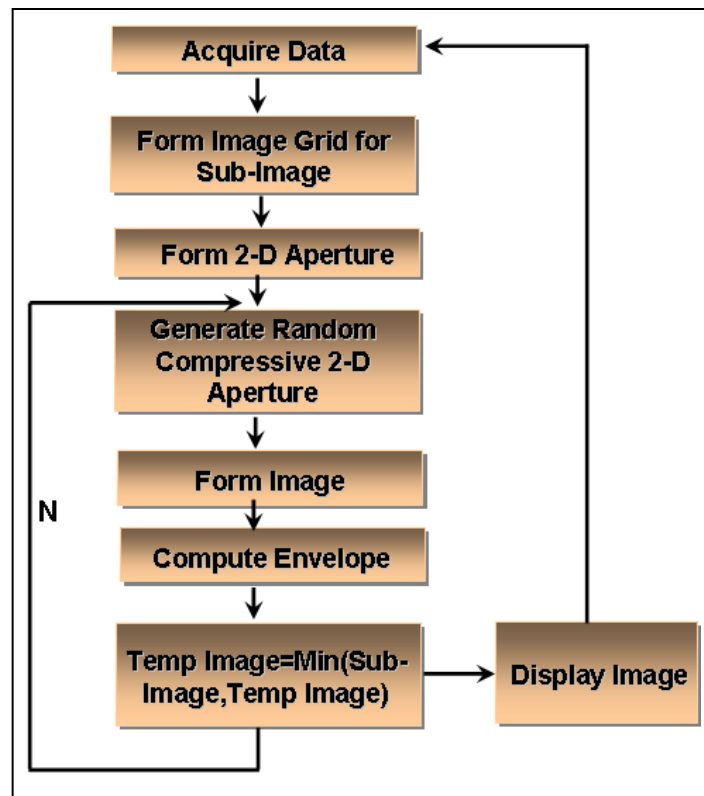 Acquire Data
Form Image Grid for
Sub-Image
Form 2-D Aperture
Generate Random
Compressive 2-D
Aperture
Form Image
N
Compute Envelope
Temp Image=Min(Sub-
Image,Temp Image)
Display Image